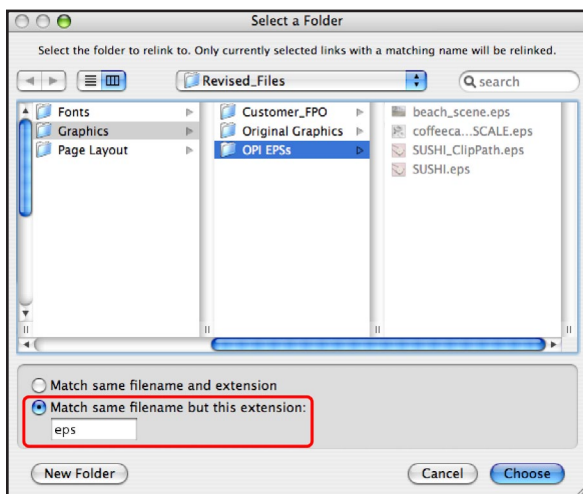 Select a Folder
Select the folder to relink to. Only currently selected links with a matching name will be relinked.
Revised_Files
search
Fonts
Graphics
Page Layout
Customer_FPO
Original Graphics
OPI EPSs
beach_scene.eps
coffeeca...SCALE.eps
SUSHI_ClipPath.eps
SUSHI.eps
Match same filename and extension
Match same filename but this extension:
eps
New Folder
Cancel
Choose